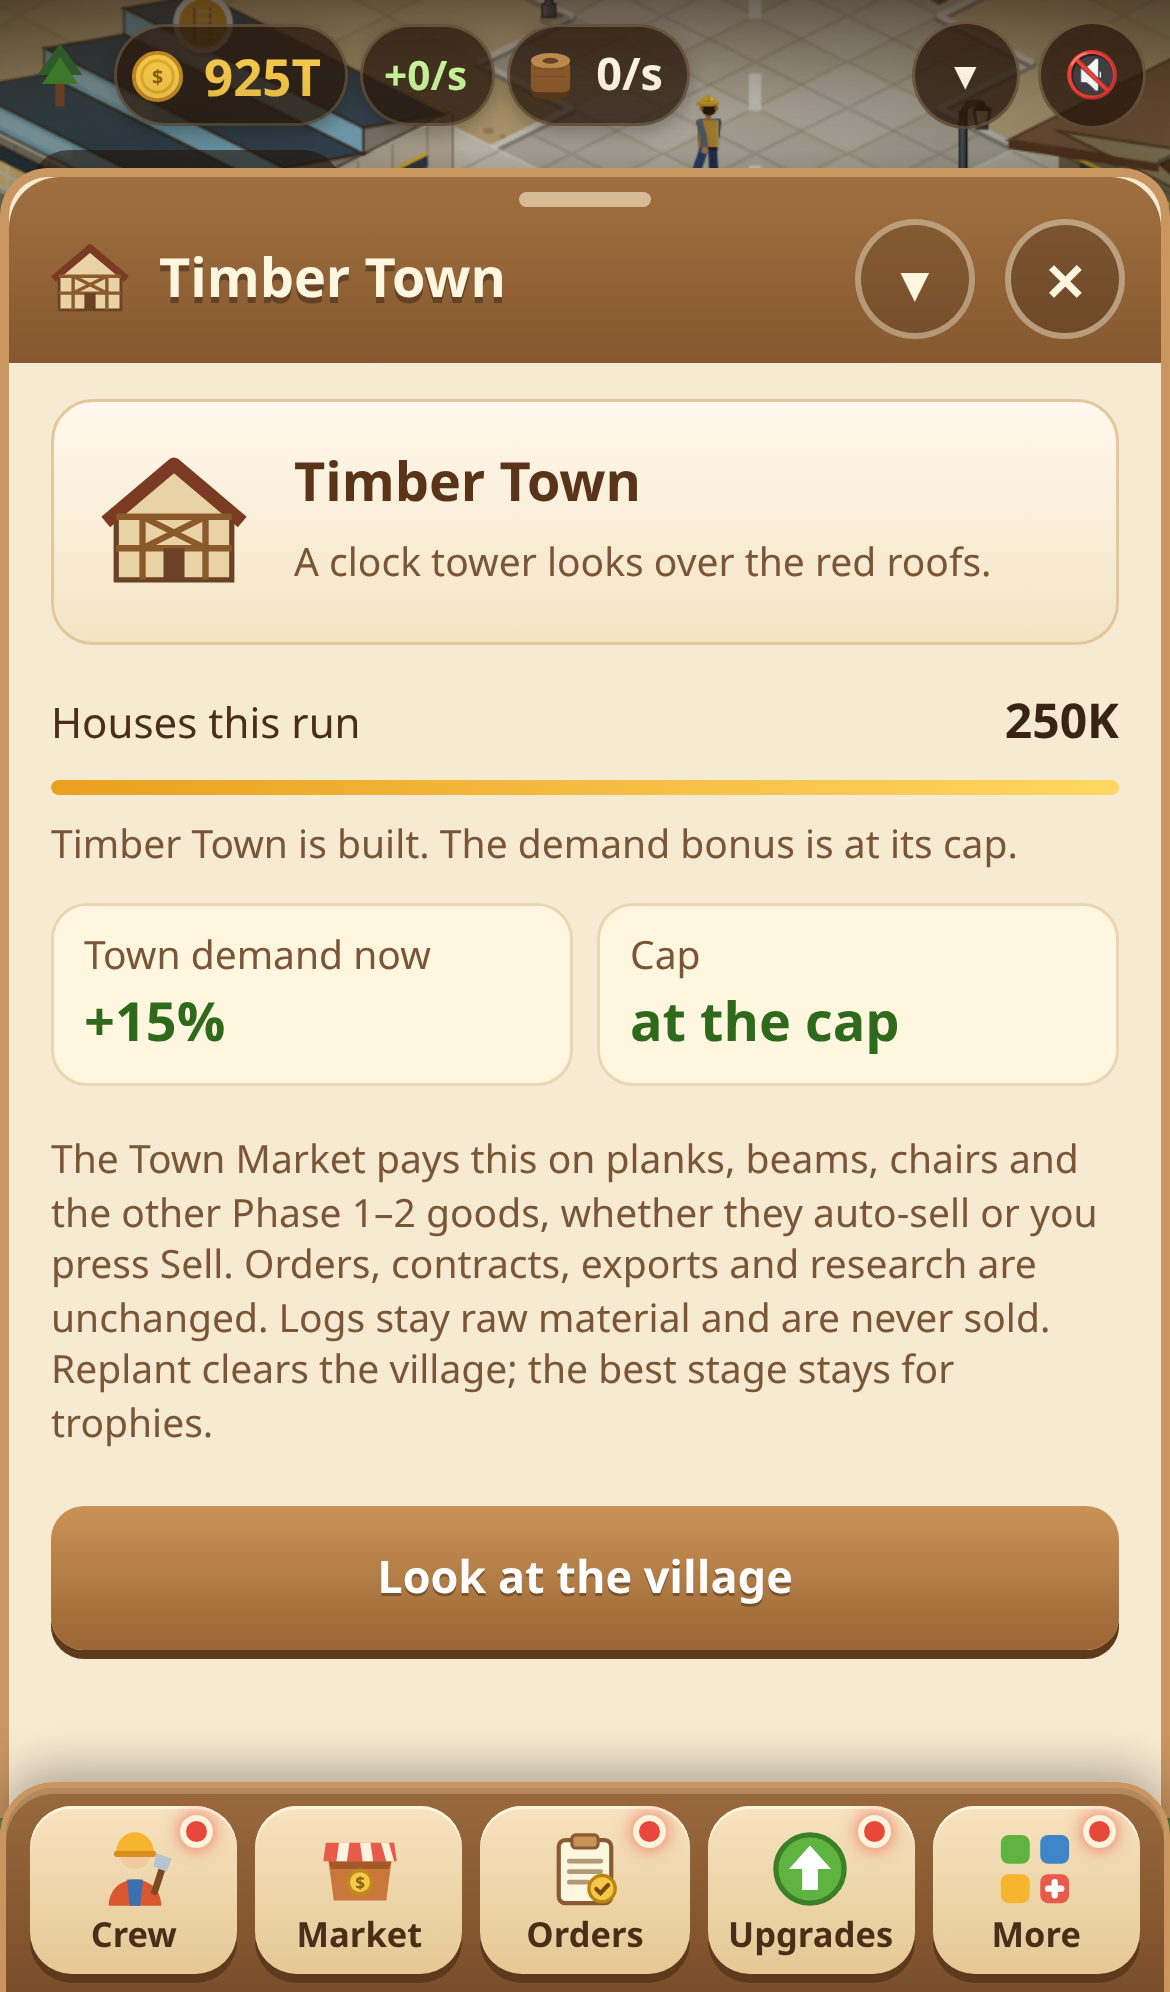 925T
+0/s
0/s
Timber Town
Timber Town
A clock tower looks over the red roofs.
Houses this run
250K
Timber Town is built. The demand bonus is at its cap.
Town demand now
+15%
Cap
at the cap
The Town Market pays this on planks, beams, chairs and
the other Phase 1–2 goods, whether they auto-sell or you
press Sell. Orders, contracts, exports and research are
unchanged. Logs stay raw material and are never sold.
Replant clears the village; the best stage stays for
trophies.
Look at the village
Crew
Market
Orders
Upgrades
More